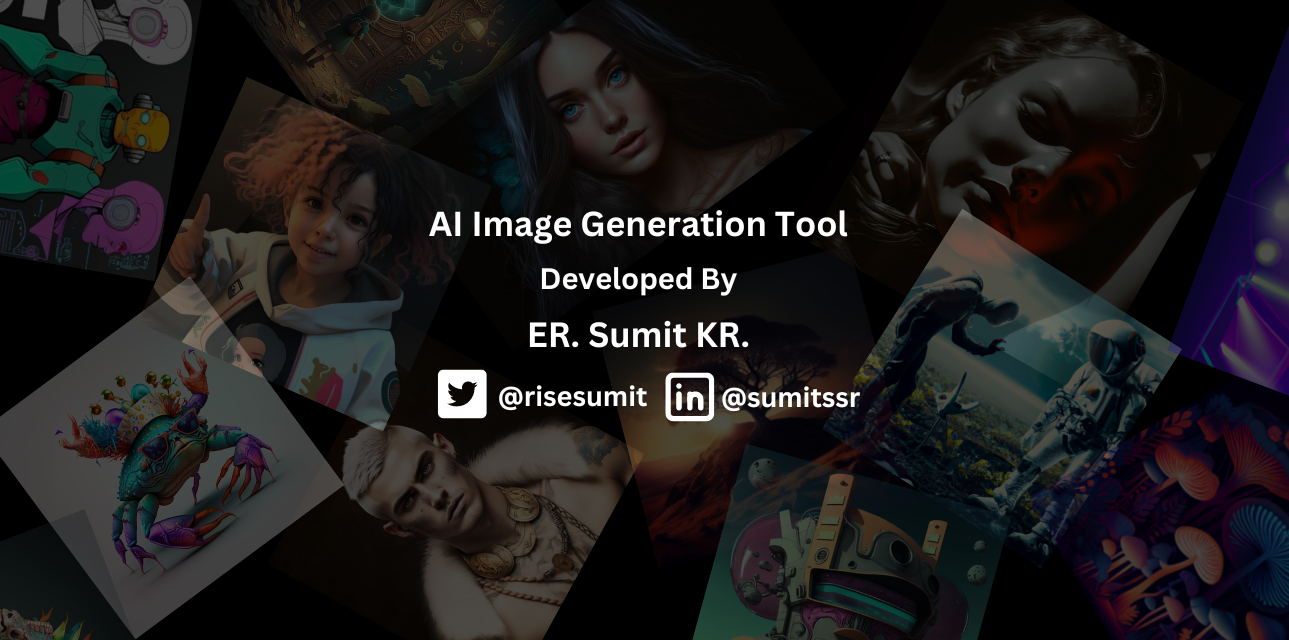 AI Image Generation Tool
Developed By
ER. Sumit KR.
@risesumit @sumitssr